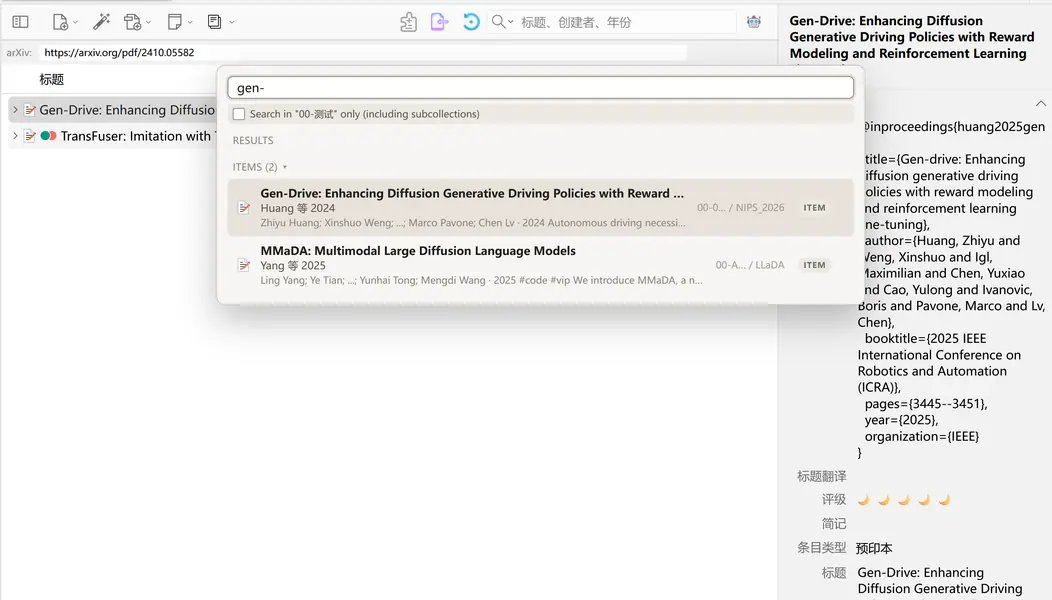 标题、创建者、年份
arXiv: https://arxiv.org/pdf/2410.05582
标题
Gen-Drive: Enhancing Diffusio
TransFuser: Imitation with
gen-
Search in "00-测试" only (including subcollections)
RESULTS
ITEMS (2)
Gen-Drive: Enhancing Diffusion Generative Driving Policies with Reward ...
Huang 等 2024
00-0... / NIPS_2026 ITEM
Zhiyu Huang; Xinshuo Weng; ...; Marco Pavone; Chen Lv · 2024 Autonomous driving necessi...
MMaDA: Multimodal Large Diffusion Language Models
Yang 等 2025
00-A... / LLaDA ITEM
Ling Yang; Ye Tian; ...; Yunhai Tong; Mengdi Wang · 2025 #code #vip We introduce MMaDA, a n...
Gen-Drive: Enhancing Diffusion
Generative Driving Policies with Reward
Modeling and Reinforcement Learning
@inproceedings{huang2025gen
title={Gen-drive: Enhancing
diffusion generative driving
policies with reward modeling
and reinforcement learning
fine-tuning},
author={Huang, Zhiyu and
Weng, Xinshuo and Igl,
Maximilian and Chen, Yuxiao
and Cao, Yulong and Ivanovic,
Boris and Pavone, Marco and Lv,
Chen},
booktitle={2025 IEEE
International Conference on
Robotics and Automation
(ICRA)},
pages={3445--3451},
year={2025},
organization={IEEE}
}
标题翻译
评级
简记
条目类型 预印本
标题 Gen-Drive: Enhancing
Diffusion Generative Driving